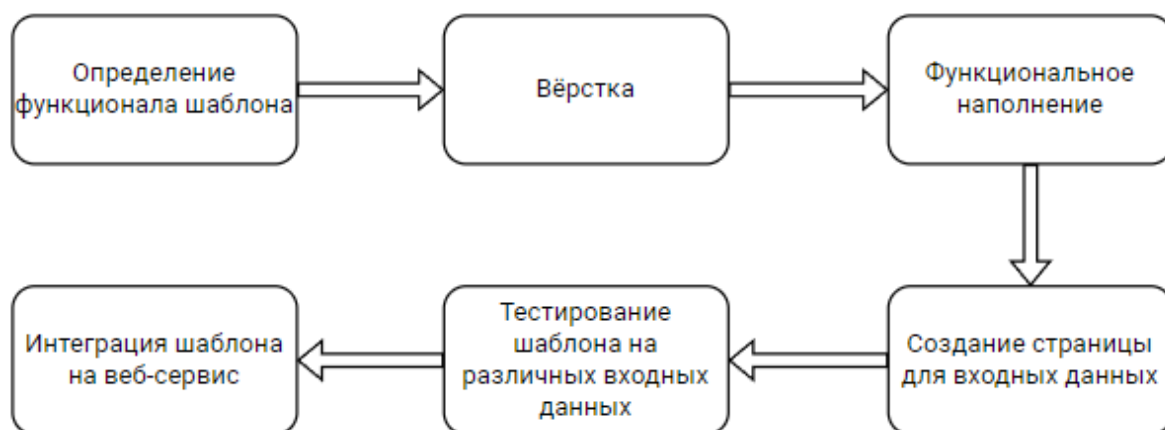 Определение
функционала шаблона
Вёрстка
Функциональное
наполнение
Создание страницы
для входных данных
Тестирование
шаблона на
различных входных
данных
Интеграция шаблона
на веб-сервис